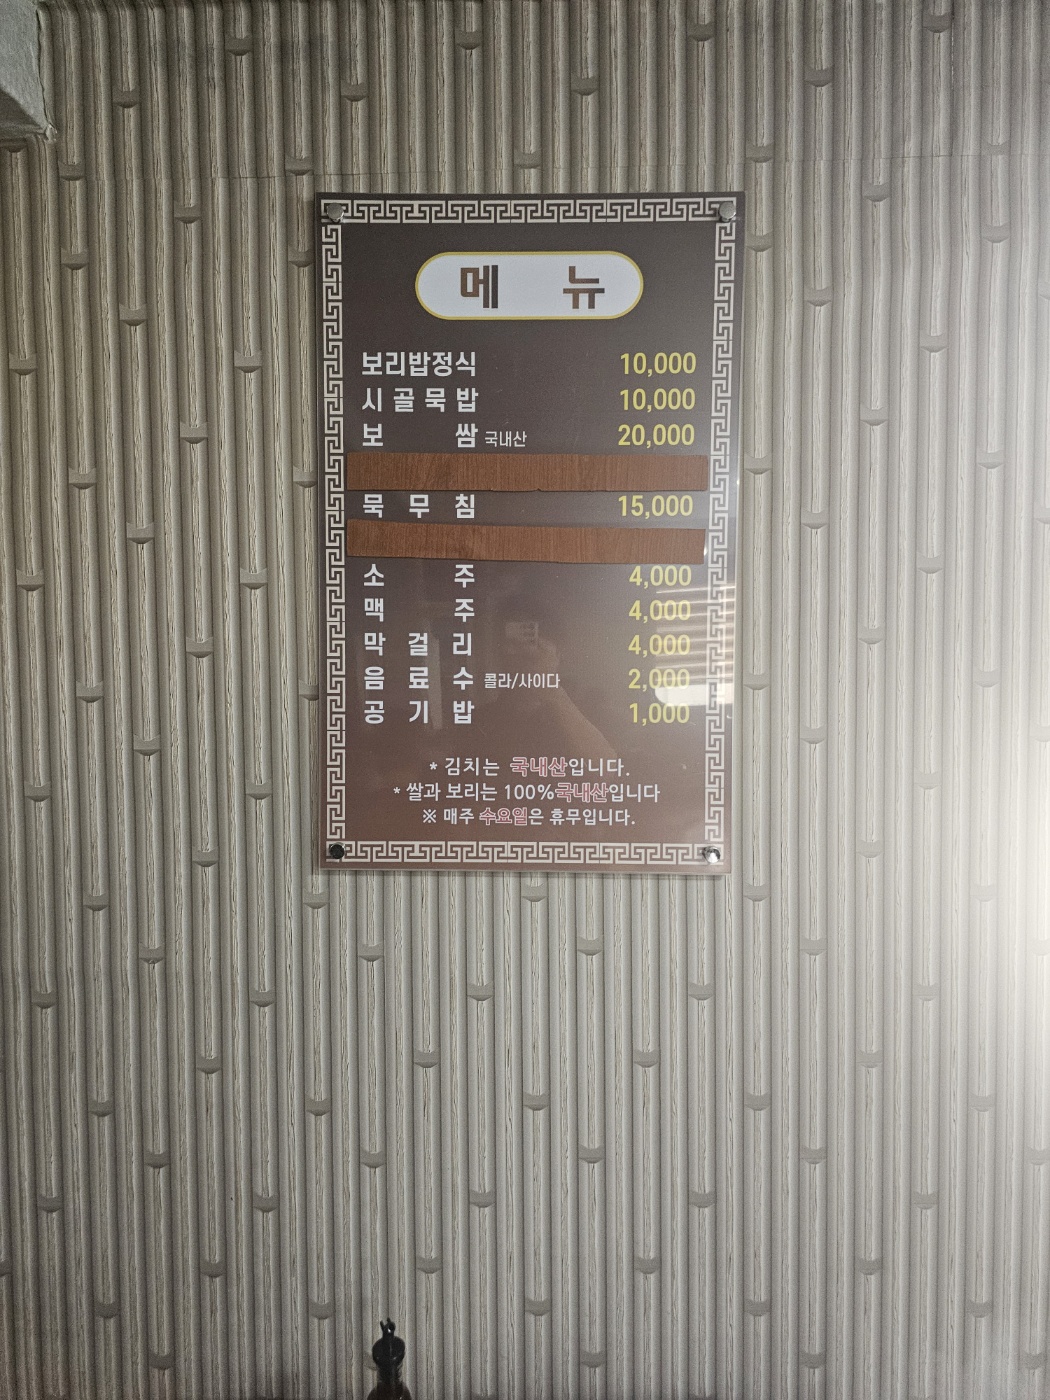 메 뉴
보리밥정식 10,000
시골묵밥 10,000
보 쌈 국내산 20,000
묵 무 침 15,000
소 주 4,000
맥 주 4,000
막 걸 리 4,000
음 료 수 콜라/사이다 2,000
공 기 밥 1,000
* 김치는 국내산입니다.
* 쌀과 보리는 100%국내산입니다
※ 매주 수요일은 휴무입니다.